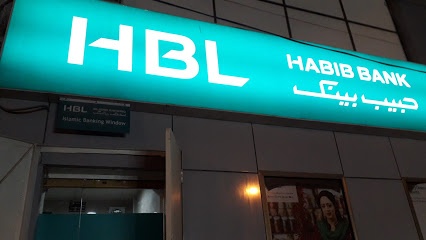 HBL
HABIB BANK
حبیب بینک
HBL
Islamic Banking Window